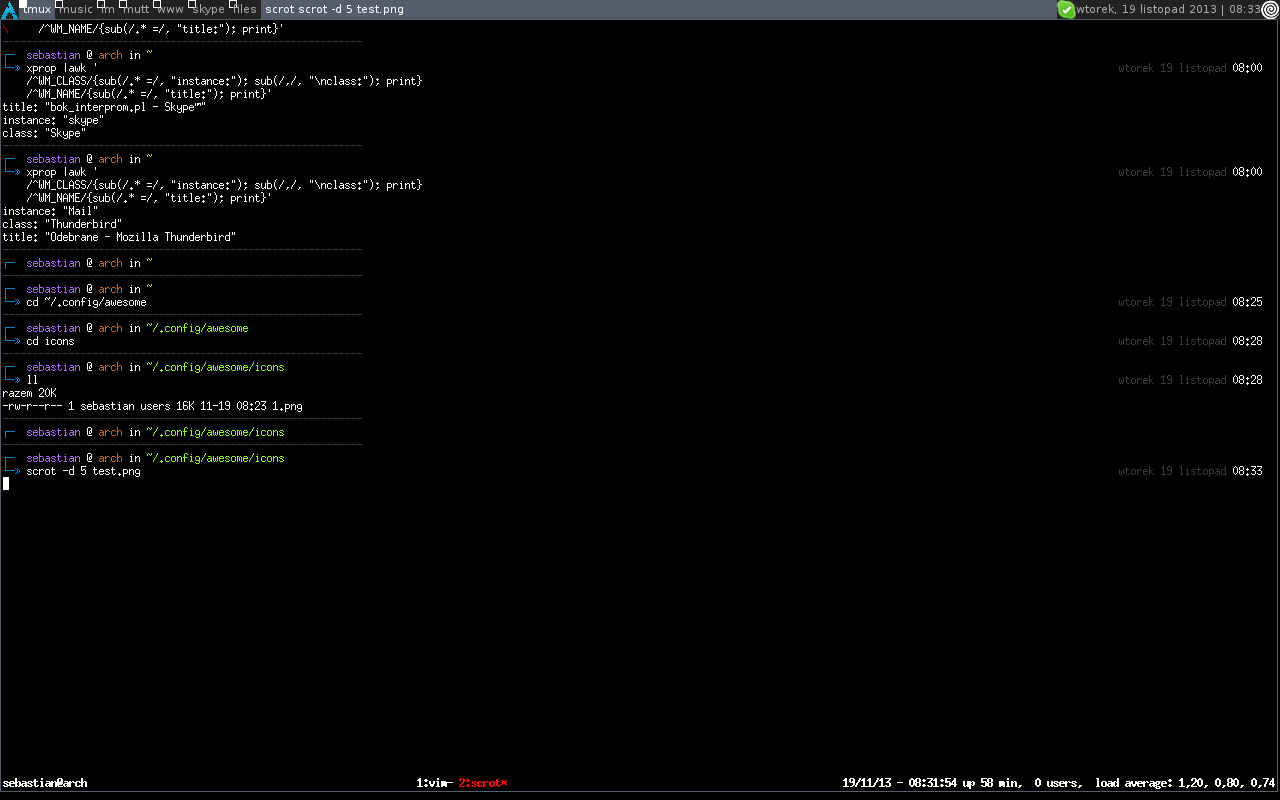 tmux music im mutt www skype files scrot scrot -d 5 test.png wtorek, 19 listopad 2013 | 08:33
\ /^WM_NAME/{sub(/.* =/, "title:"); print}'
sebastian @ arch in ~
xprop |awk ' wtorek 19 listopad 08:00
/^WM_CLASS/{sub(/.* =/, "instance:"); sub(/,/, "\nclass:"); print}
/^WM_NAME/{sub(/.* =/, "title:"); print}'
title: "bok_interprom.pl - Skype™"
instance: "skype"
class: "Skype"
sebastian @ arch in ~
xprop |awk ' wtorek 19 listopad 08:00
/^WM_CLASS/{sub(/.* =/, "instance:"); sub(/,/, "\nclass:"); print}
/^WM_NAME/{sub(/.* =/, "title:"); print}'
instance: "Mail"
class: "Thunderbird"
title: "Odebrane - Mozilla Thunderbird"
sebastian @ arch in ~
sebastian @ arch in ~
cd ~/.config/awesome wtorek 19 listopad 08:25
sebastian @ arch in ~/.config/awesome
cd icons wtorek 19 listopad 08:28
sebastian @ arch in ~/.config/awesome/icons
ll wtorek 19 listopad 08:28
razem 20K
-rw-r--r-- 1 sebastian users 16K 11-19 08:23 1.png
sebastian @ arch in ~/.config/awesome/icons
sebastian @ arch in ~/.config/awesome/icons
scrot -d 5 test.png wtorek 19 listopad 08:33
sebastian@arch 1:vim- 2:scrot* 19/11/13 - 08:31:54 up 58 min, 0 users, load average: 1,20, 0,80, 0,74